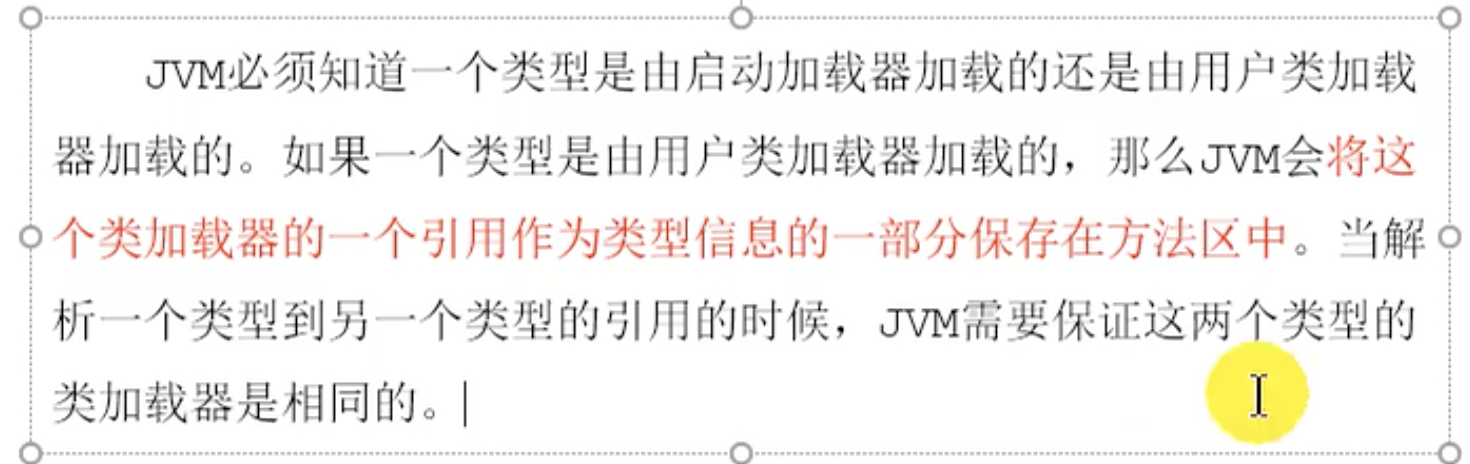 JVM必须知道一个类型是由启动加载器加载的还是由用户类加载
器加载的。如果一个类型是由用户类加载器加载的，那么JVM会将这
个类加载器的一个引用作为类型信息的一部分保存在方法区中。当解
析一个类型到另一个类型的引用的时候，JVM需要保证这两个类型的
类加载器是相同的。